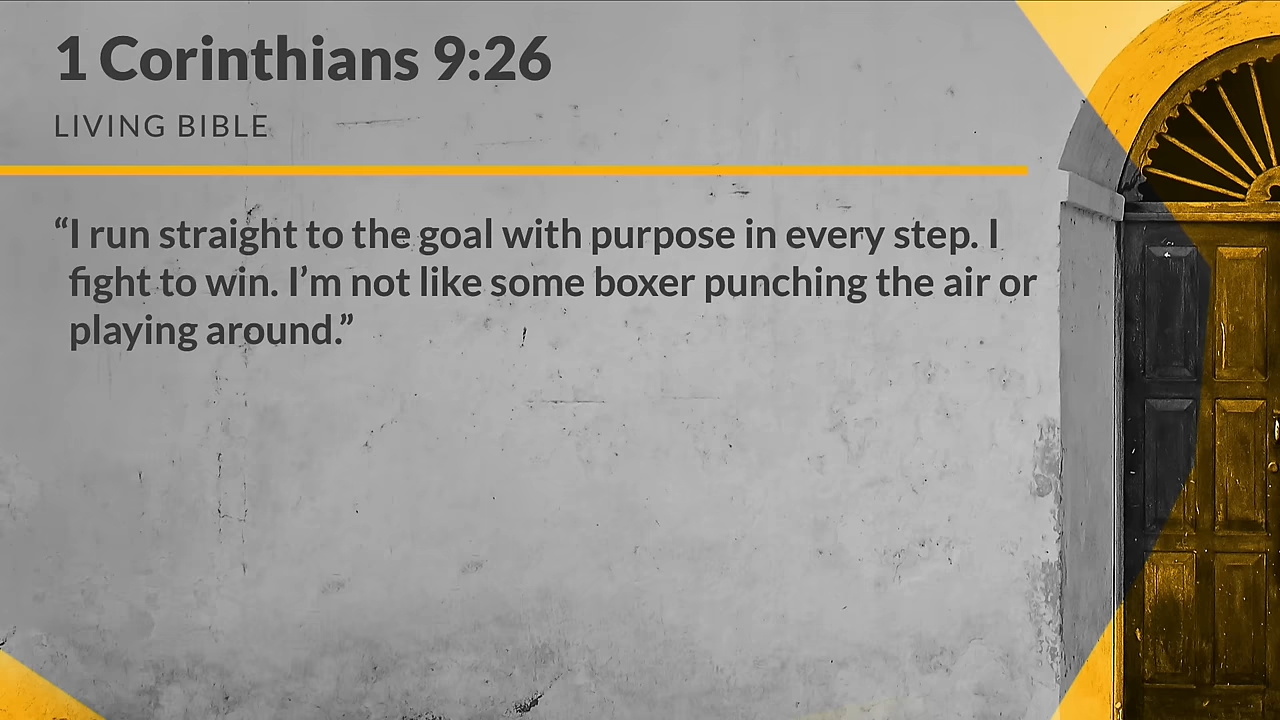 1 Corinthians 9:26
LIVING BIBLE
“I run straight to the goal with purpose in every step. I
fight to win. I’m not like some boxer punching the air or
playing around.”